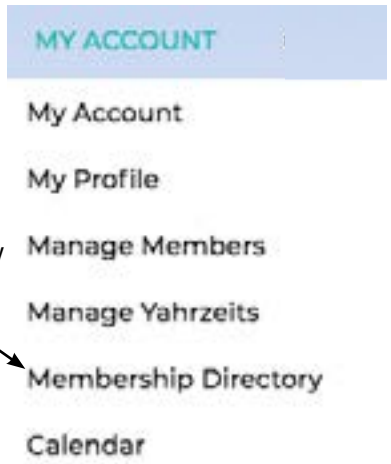 MY ACCOUNT
My Account
My Profile
Manage Members
Manage Yahrzeits
Membership Directory
Calendar